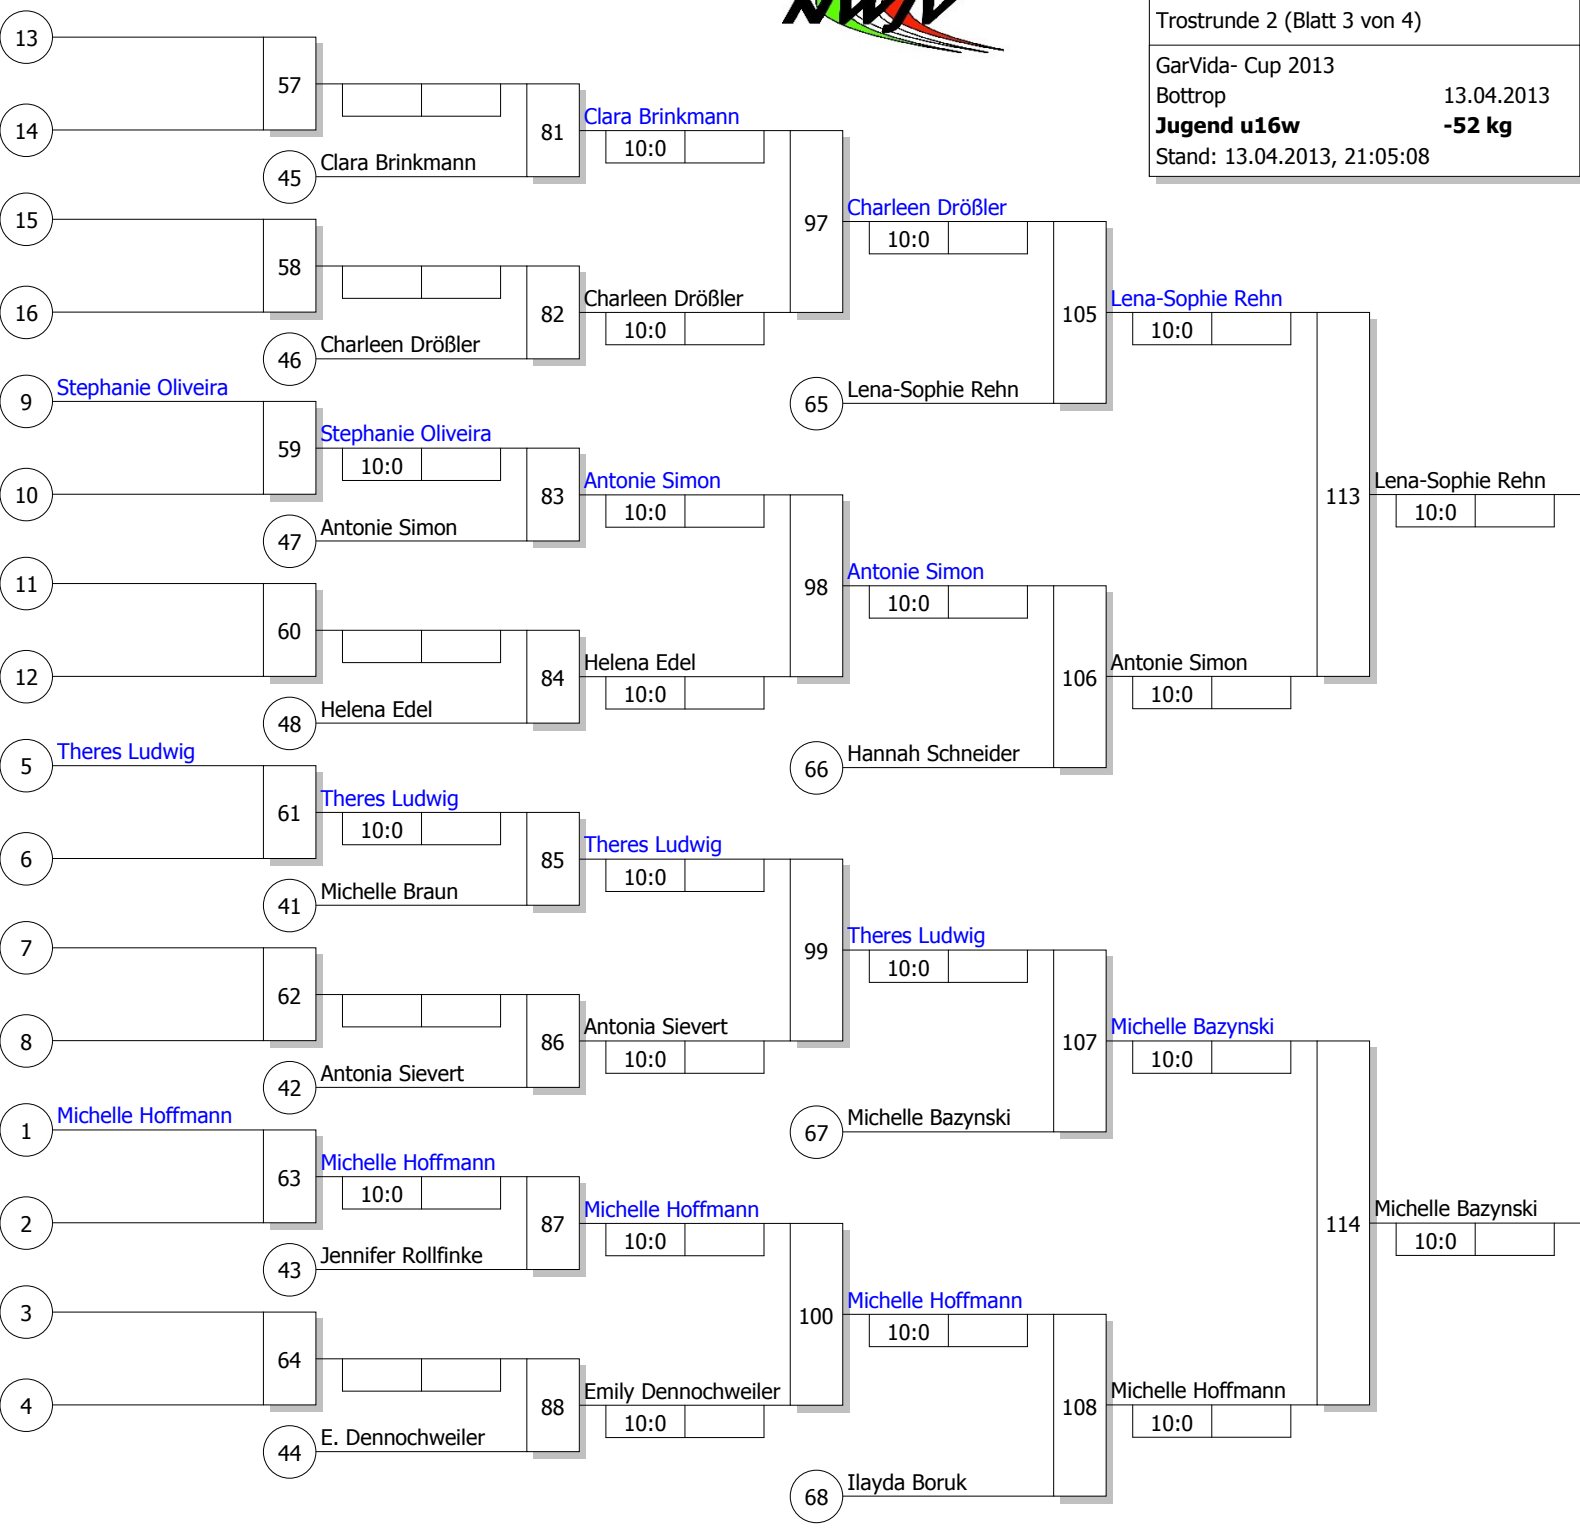 NWJV
Trostrunde 2 (Blatt 3 von 4)
GarVida- Cup 2013
Bottrop 13.04.2013
Jugend u16w -52 kg
Stand: 13.04.2013, 21:05:08
13
57
14
81
Clara Brinkmann
10:0
45
Clara Brinkmann
15
97
Charleen Drößler
10:0
58
16
82
Charleen Drößler
10:0
46
Charleen Drößler
105
Lena-Sophie Rehn
10:0
65
Lena-Sophie Rehn
9
Stephanie Oliveira
59
Stephanie Oliveira
10:0
10
83
Antonie Simon
10:0
47
Antonie Simon
113
Lena-Sophie Rehn
10:0
11
98
Antonie Simon
10:0
60
12
84
Helena Edel
10:0
48
Helena Edel
106
Antonie Simon
10:0
66
Hannah Schneider
5
Theres Ludwig
61
Theres Ludwig
10:0
6
85
Theres Ludwig
10:0
41
Michelle Braun
7
99
Theres Ludwig
10:0
62
8
86
Antonia Sievert
10:0
42
Antonia Sievert
107
Michelle Bazynski
10:0
67
Michelle Bazynski
1
Michelle Hoffmann
63
Michelle Hoffmann
10:0
2
87
Michelle Hoffmann
10:0
43
Jennifer Rollfinke
114
Michelle Bazynski
10:0
3
100
Michelle Hoffmann
10:0
64
4
88
Emily Dennochweiler
10:0
44
E. Dennochweiler
108
Michelle Hoffmann
10:0
68
Ilayda Boruk